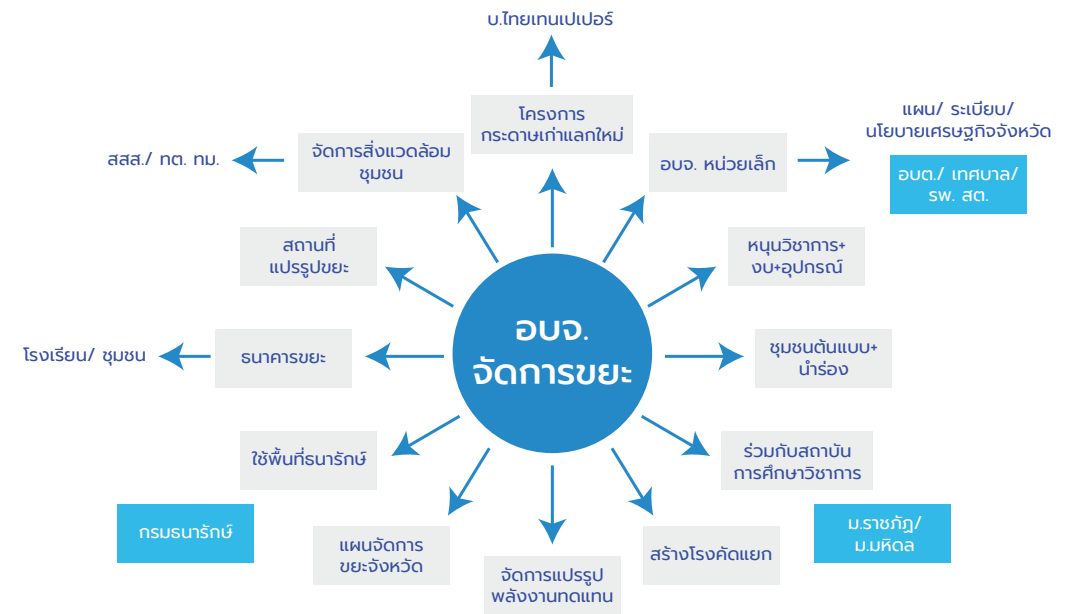 บ.ไทยเทนเปเปอร์
โครงการ
กระดาษเก่าแลกใหม่
แผน/ ระเบียบ/
นโยบายเศรษฐกิจจังหวัด
จัดการสิ่งแวดล้อม
ชุมชน
สสส./ ทต. ทม.
อบจ. หน่วยเล็ก
อบต./ เทศบาล/
รพ. สต.
สถานที่
แปรรูปขยะ
หนุนวิชาการ+
งบ+อุปกรณ์
อบจ.
จัดการขยะ
โรงเรียน/ ชุมชน
ธนาคารขยะ
ชุมชนต้นแบบ+
นำร่อง
ใช้พื้นที่ธนารักษ์
ร่วมกับสถาบัน
การศึกษาวิชาการ
กรมธนารักษ์
ม.ราชภัฏ/
ม.มหิดล
แผนจัดการ
ขยะจังหวัด
สร้างโรงคัดแยก
จัดการแปรรูป
พลังงานทดแทน